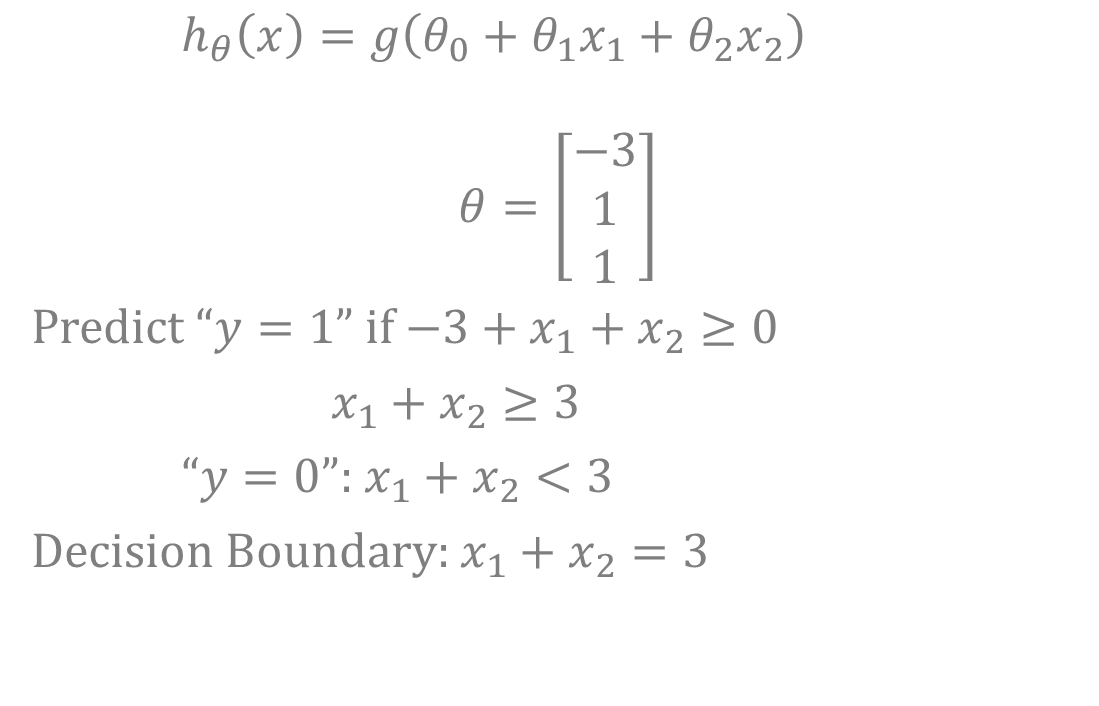 h_θ(x) = g(θ₀ + θ₁x₁ + θ₂x₂)
θ = [−3
1
1]
Predict “y = 1” if −3 + x₁ + x₂ ≥ 0
x₁ + x₂ ≥ 3
“y = 0”: x₁ + x₂ < 3
Decision Boundary: x₁ + x₂ = 3